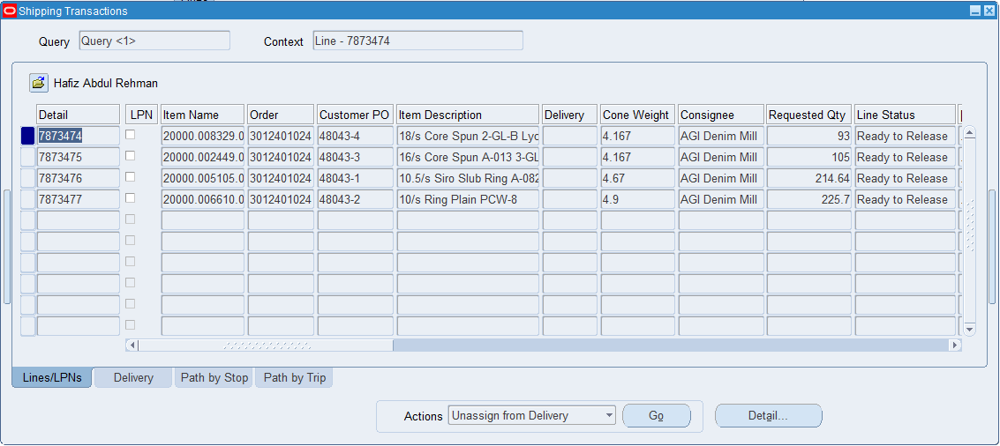 Shipping Transactions
Query Query <1> Context Line - 7873474
Hafiz Abdul Rehman
Detail LPN Item Name Order Customer PO Item Description Delivery Cone Weight Consignee Requested Qty Line Status
7873474 20000.008329.0 3012401024 48043-4 18/s Core Spun 2-GL-B Lyc 4.167 AGI Denim Mill 93 Ready to Release
7873475 20000.002449.0 3012401024 48043-3 16/s Core Spun A-013 3-GL 4.167 AGI Denim Mill 105 Ready to Release
7873476 20000.005105.0 3012401024 48043-1 10.5/s Siro Slub Ring A-082 4.67 AGI Denim Mill 214.64 Ready to Release
7873477 20000.006610.0 3012401024 48043-2 10/s Ring Plain PCW-8 4.9 AGI Denim Mill 225.7 Ready to Release
Lines/LPNs Delivery Path by Stop Path by Trip
Actions Unassign from Delivery Go Detail...